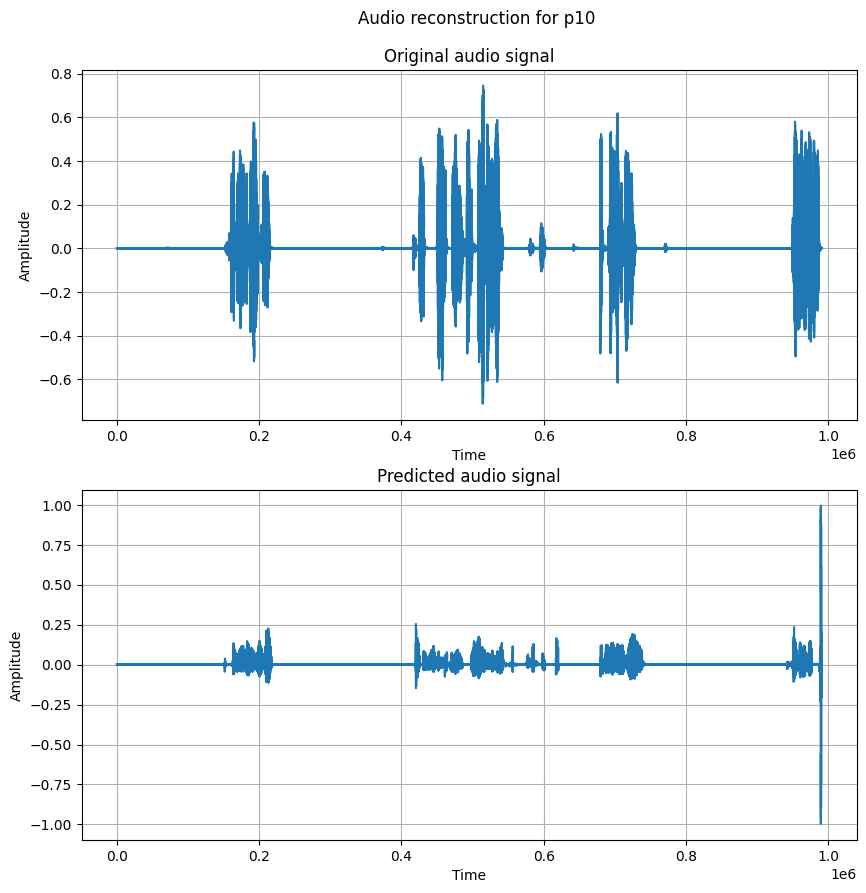 Audio reconstruction for p10
Original audio signal
0.8
0.6
0.4
0.2
0.0
−0.2
−0.4
−0.6
Amplitude
0.0 0.2 0.4 0.6 0.8 1.0
Time
1e6
Predicted audio signal
1.00
0.75
0.50
0.25
0.00
−0.25
−0.50
−0.75
−1.00
Amplitude
0.0 0.2 0.4 0.6 0.8 1.0
Time
1e6